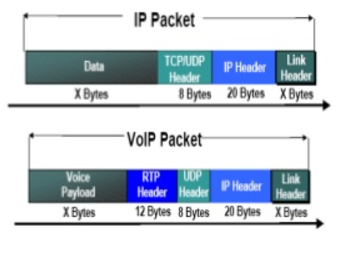 IP Packet
Data
TCP/UDP
Header
IP Header
Link
Header
X Bytes
8 Bytes
20 Bytes
X Bytes
VoIP Packet
Voice
Payload
RTP
Header
UDP
Header
IP Header
Link
Header
X Bytes
12 Bytes
8 Bytes
20 Bytes
X Bytes